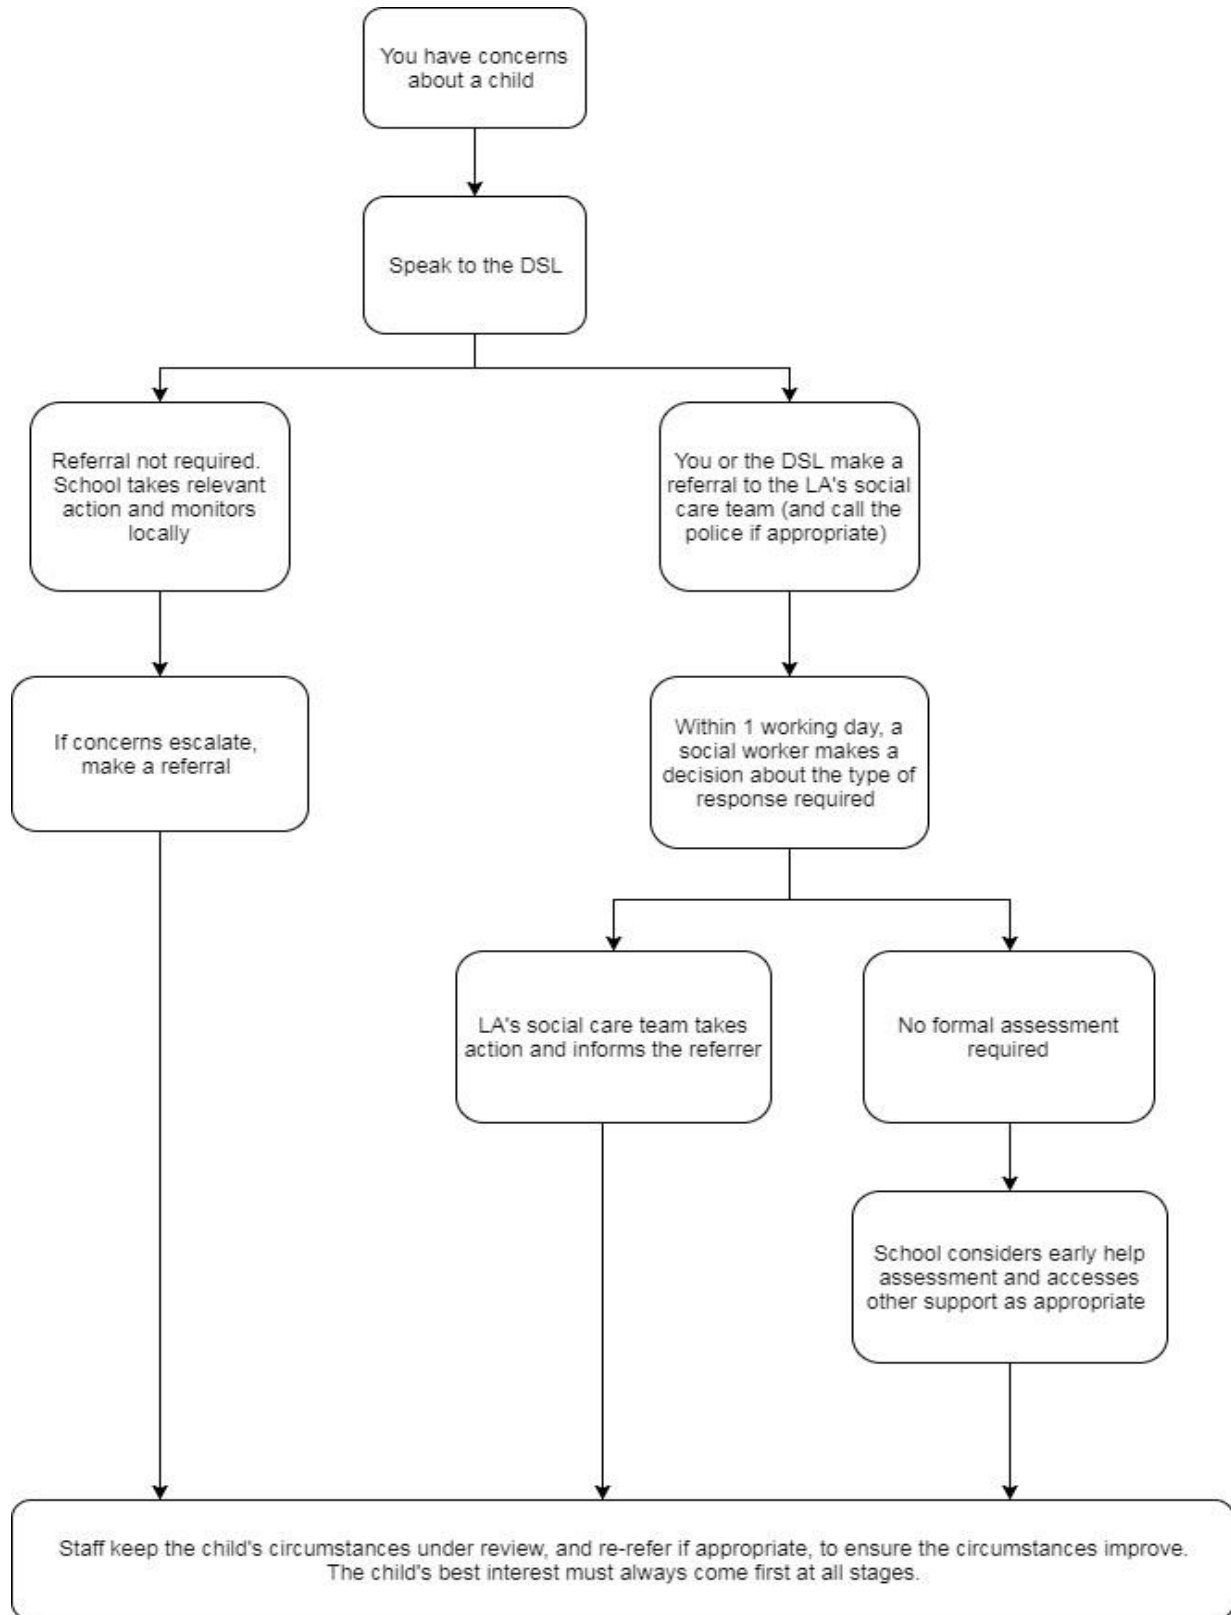 You have concerns
about a child
Speak to the DSL
Referral not required.
School takes relevant
action and monitors
locally
You or the DSL make a
referral to the LA's social
care team (and call the
police if appropriate)
If concerns escalate,
make a referral
Within 1 working day, a
social worker makes a
decision about the type of
response required
LA's social care team takes
action and informs the referrer
No formal assessment
required
School considers early help
assessment and accesses
other support as appropriate
Staff keep the child's circumstances under review, and re-refer if appropriate, to ensure the circumstances improve.
The child's best interest must always come first at all stages.